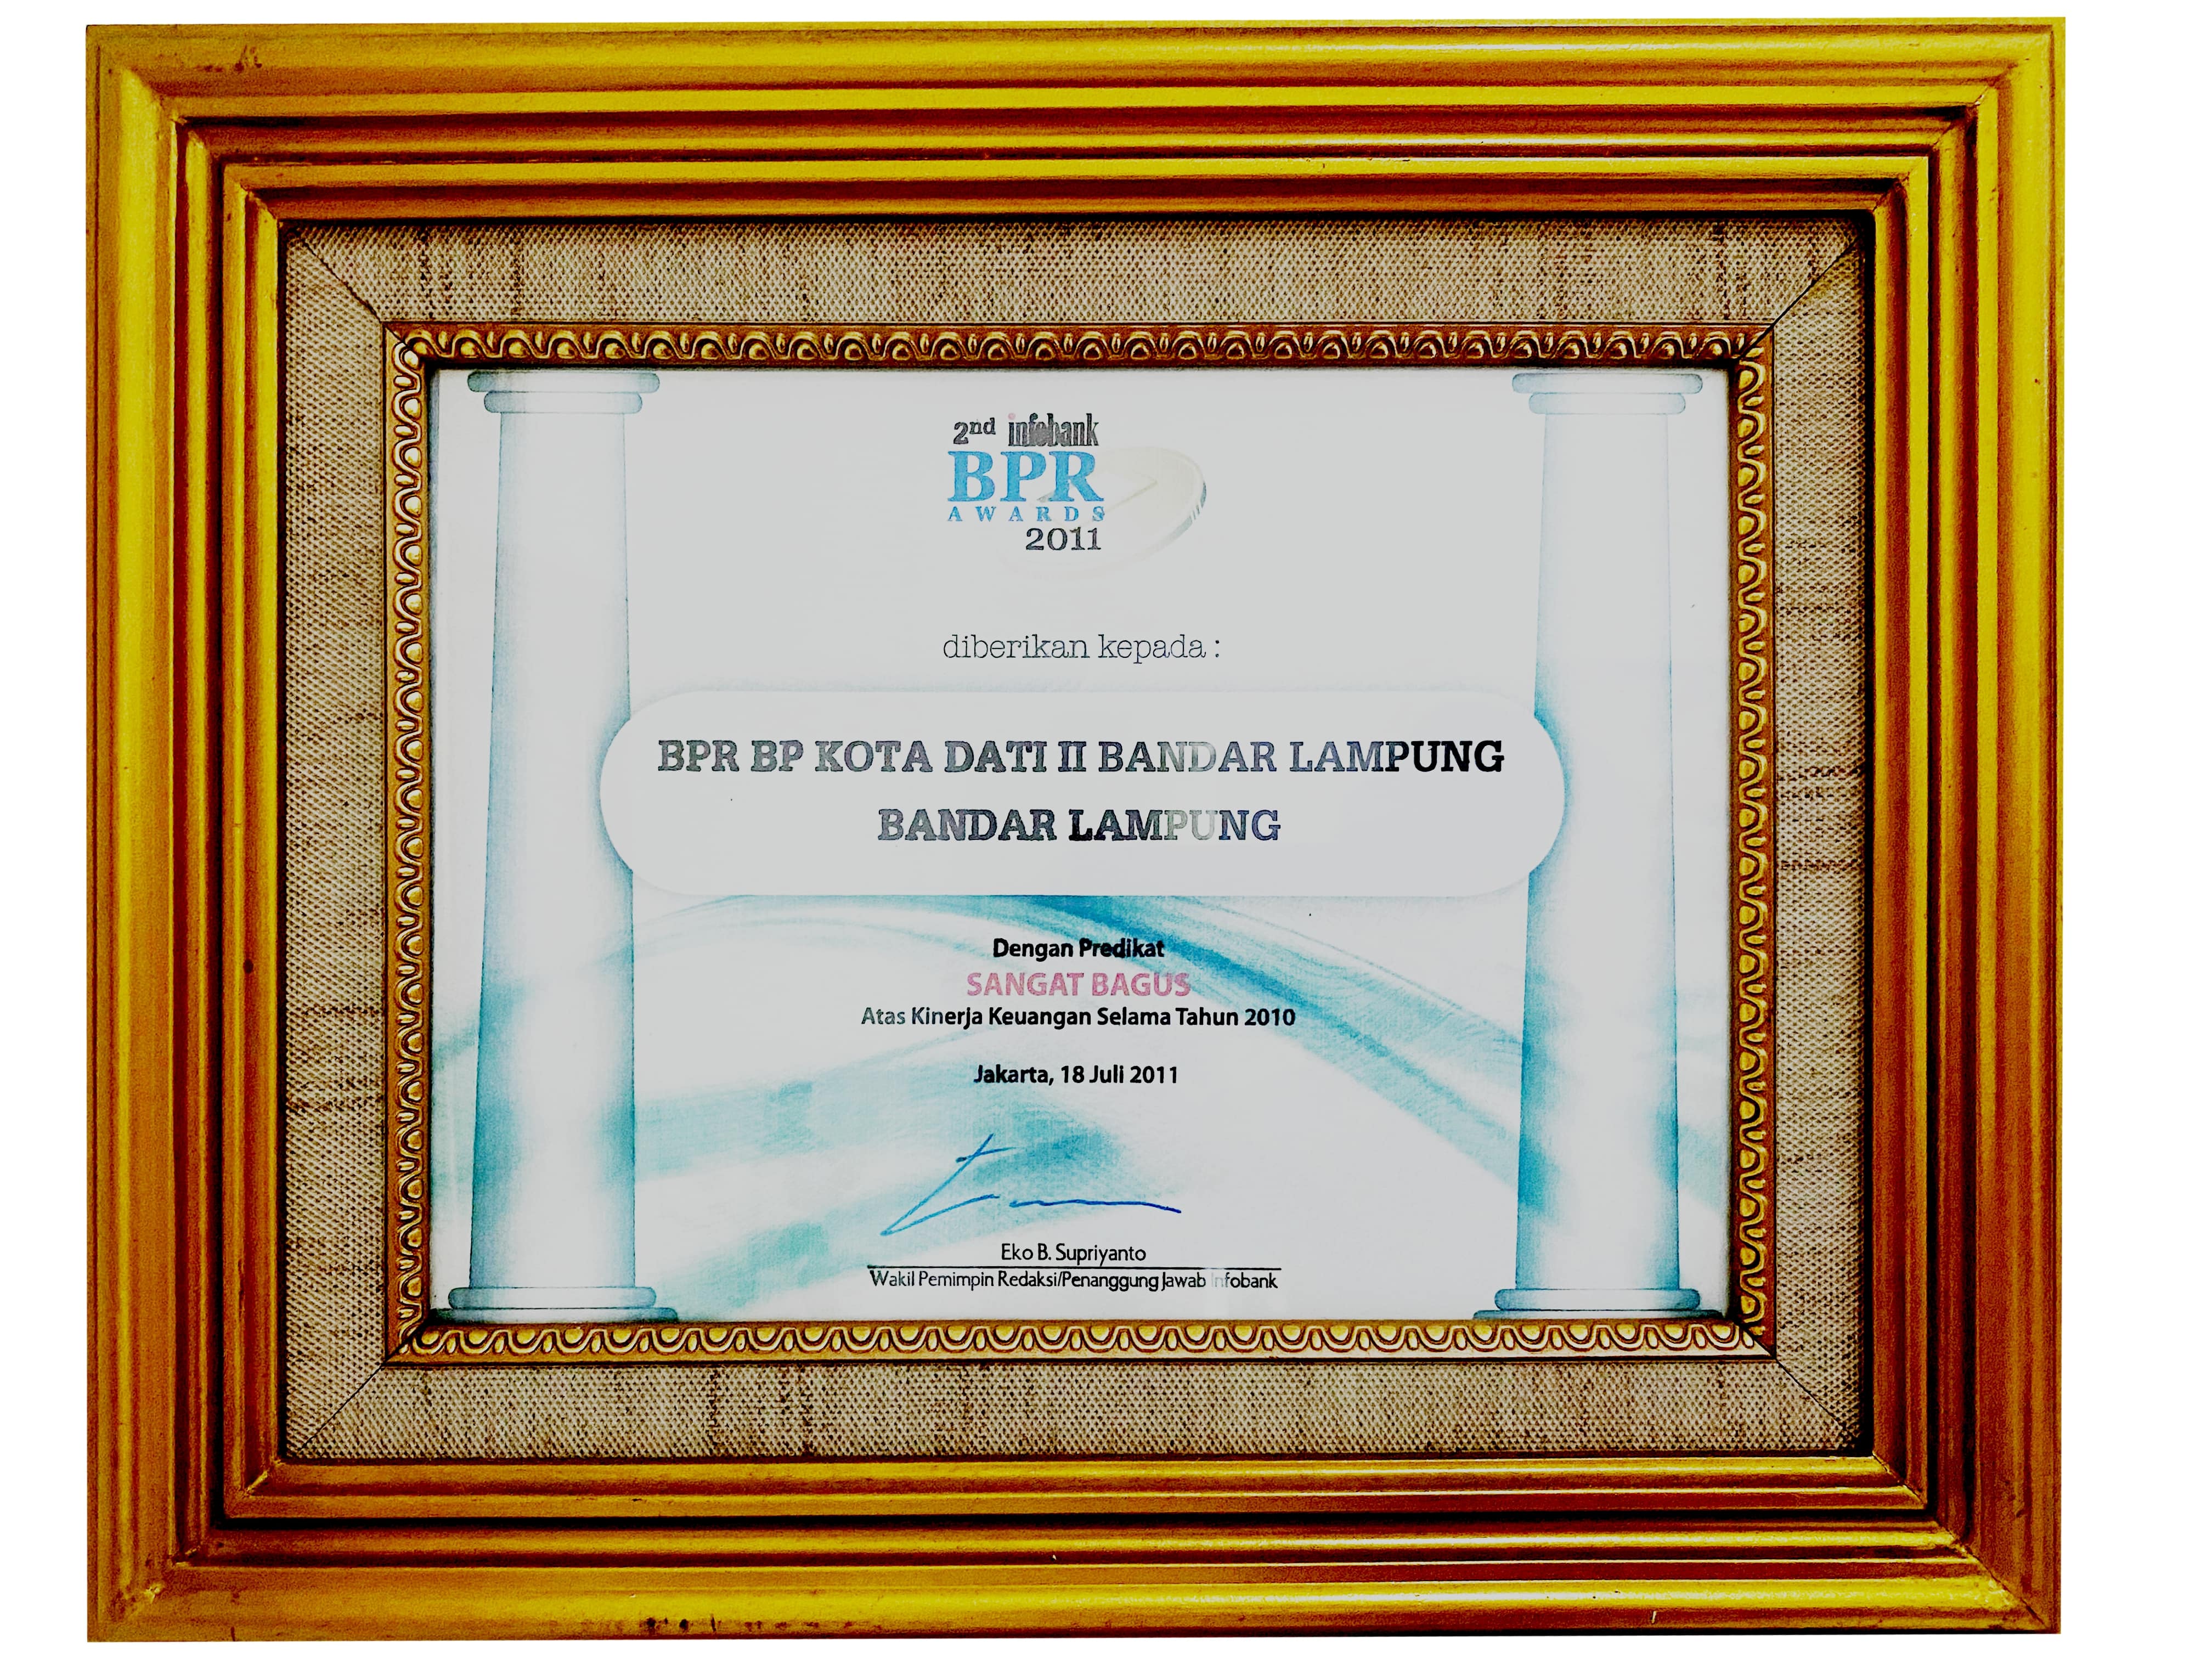 2nd infobank
BPR
AWARDS
2011
diberikan kepada :
BPR BP KOTA DATI II BANDAR LAMPUNG
BANDAR LAMPUNG
Dengan Predikat
SANGAT BAGUS
Atas Kinerja Keuangan Selama Tahun 2010
Jakarta, 18 Juli 2011
Eko B. Supriyanto
Wakil Pemimpin Redaksi/Penanggung Jawab Infobank